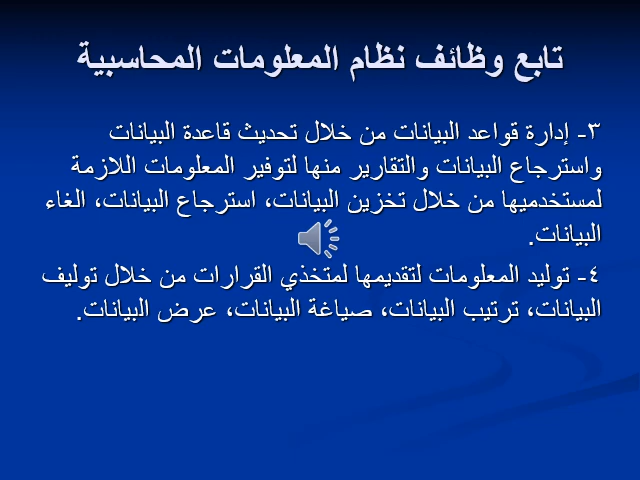 تابع وظائف نظام المعلومات المحاسبية
٣- إدارة قواعد البيانات من خلال تحديث قاعدة البيانات
واسترجاع البيانات والتقارير منها لتوفير المعلومات اللازمة
لمستخدميها من خلال تخزين البيانات، استرجاع البيانات، الغاء
البيانات.
٤- توليد المعلومات لتقديمها لمتخذي القرارات من خلال توليف
البيانات، ترتيب البيانات، صياغة البيانات، عرض البيانات.